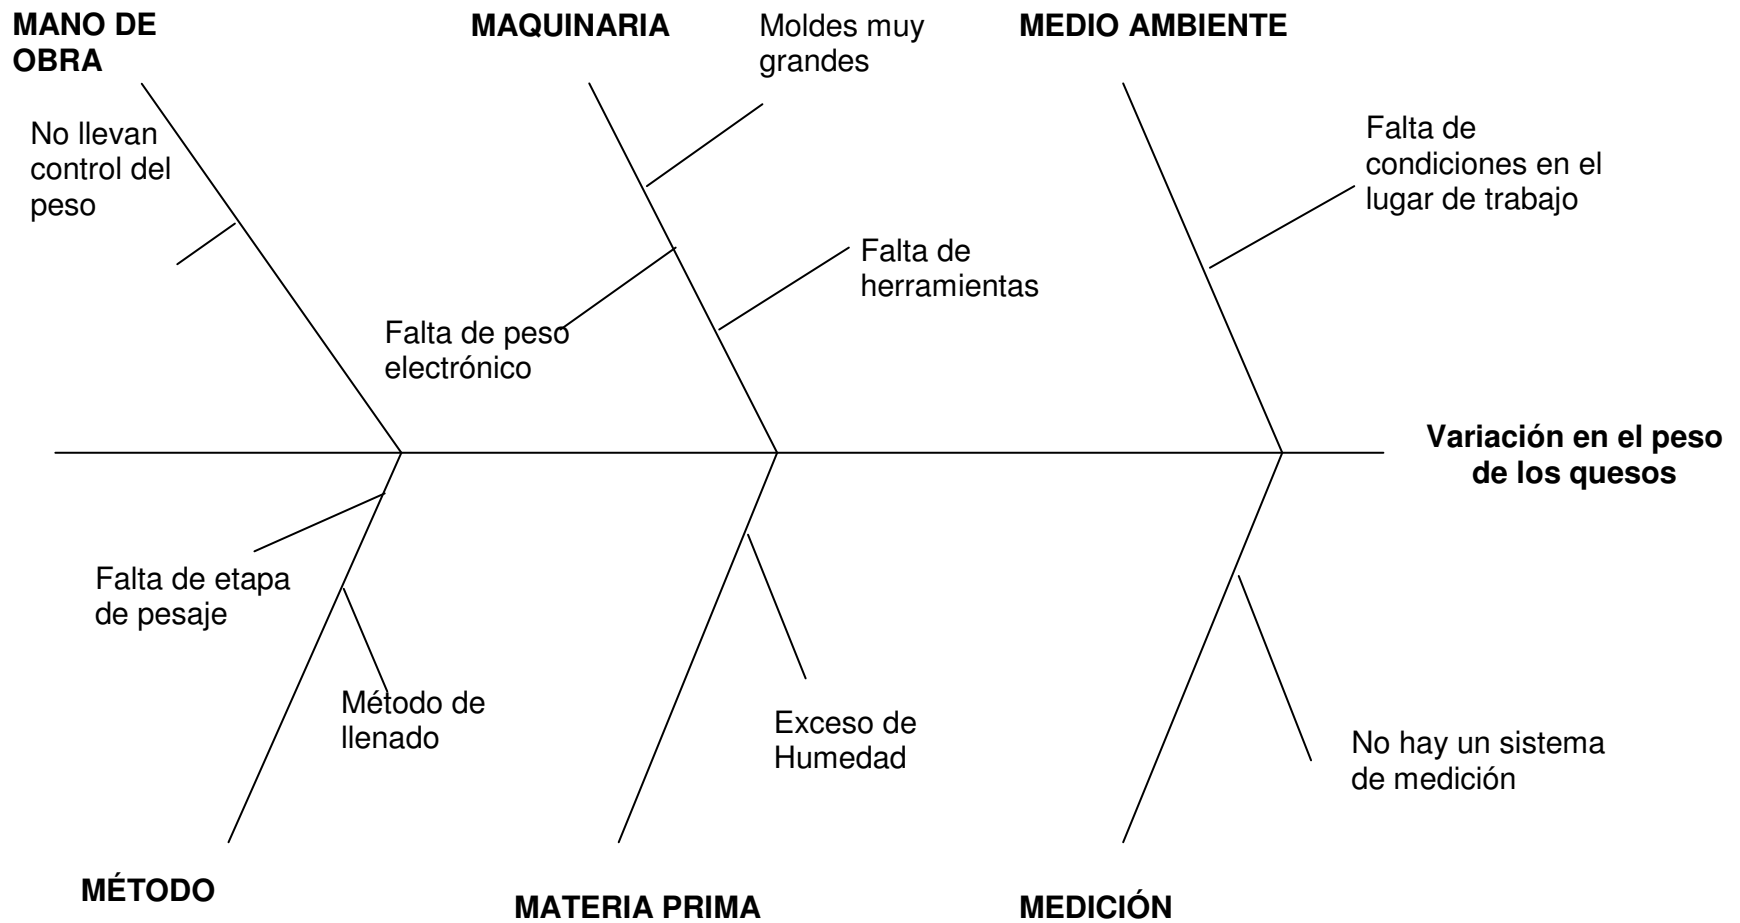 MANO DE
OBRA
MAQUINARIA
Moldes muy
grandes
MEDIO AMBIENTE
No llevan
control del
peso
Falta de
condiciones en el
lugar de trabajo
Falta de
herramientas
Falta de peso
electrónico
Variación en el peso
de los quesos
Falta de etapa
de pesaje
Método de
llenado
Exceso de
Humedad
No hay un sistema
de medición
MÉTODO
MATERIA PRIMA
MEDICIÓN